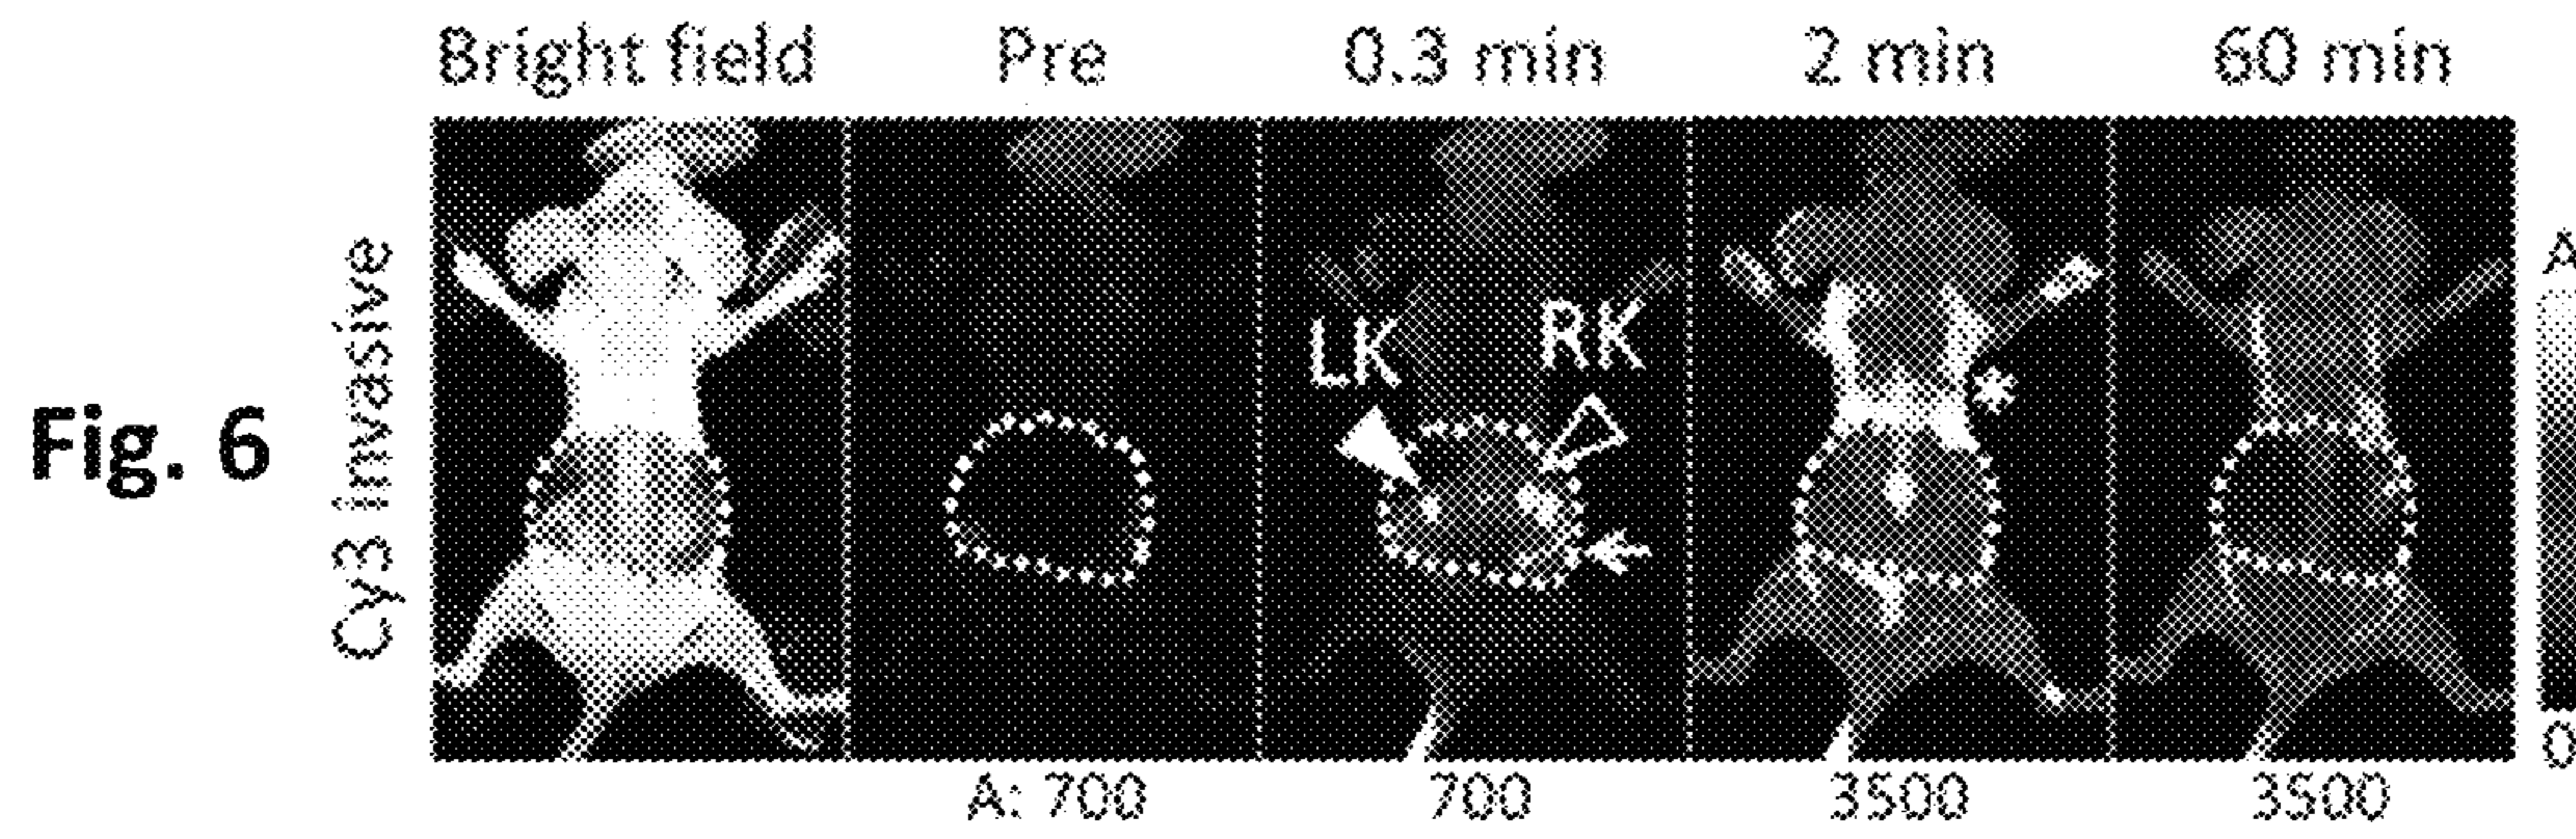 Bright field Pre 0.3 min 2 min 60 min
Fig. 6
Cy3 Invasive
LK
RK
*
A
0
A: 700 700 3500 3500